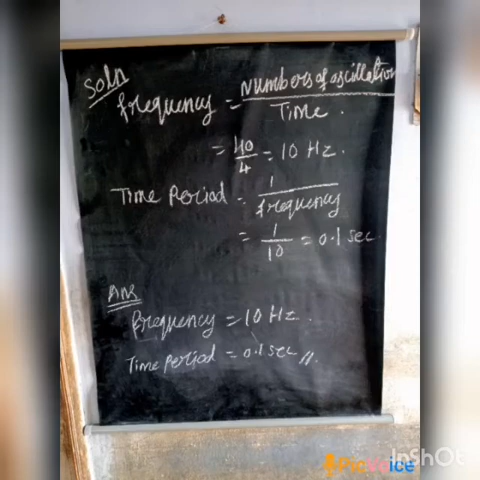 Soln
frequency = Numbers of oscillation
Time.
= 40/4 = 10 Hz.
Time Period = 1/frequency
= 1/10 = 0.1 sec
Ans
frequency = 10 Hz.
Time Period = 0.1 sec //.
InShOt
PicVoice